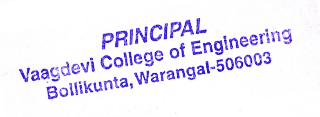 PRINCIPAL
Vaagdevi College of Engineering
Bollikunta, Warangal-506003